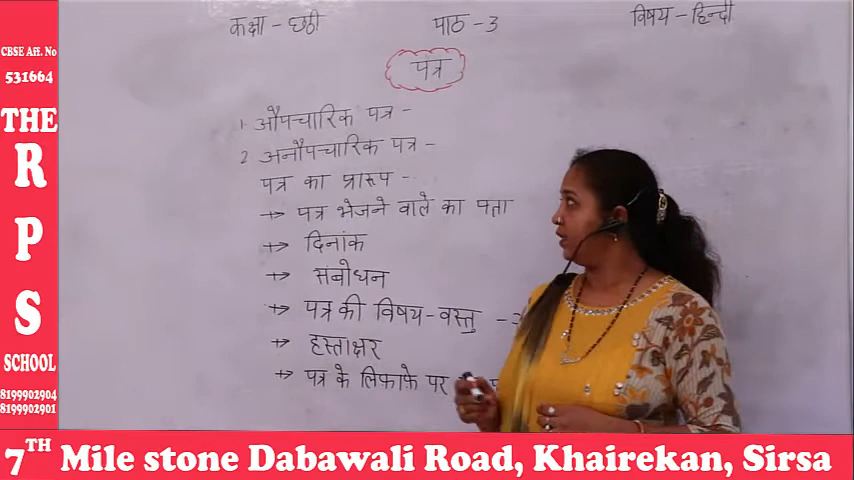 कक्षा - छठी पाठ - 3 विषय - हिन्दी
पत्र
1. औपचारिक पत्र -
2 अनौपचारिक पत्र -
पत्र का प्रारूप -
→ पत्र भेजने वाले का पता
→ दिनांक
→ संबोधन
→ पत्र की विषय-वस्तु -
→ हस्ताक्षर
→ पत्र के लिफ़ाफ़े पर
CBSE Aff. No
531664
THE
R
P
S
SCHOOL
8199902904
8199902901
7TH Mile stone Dabawali Road, Khairekan, Sirsa